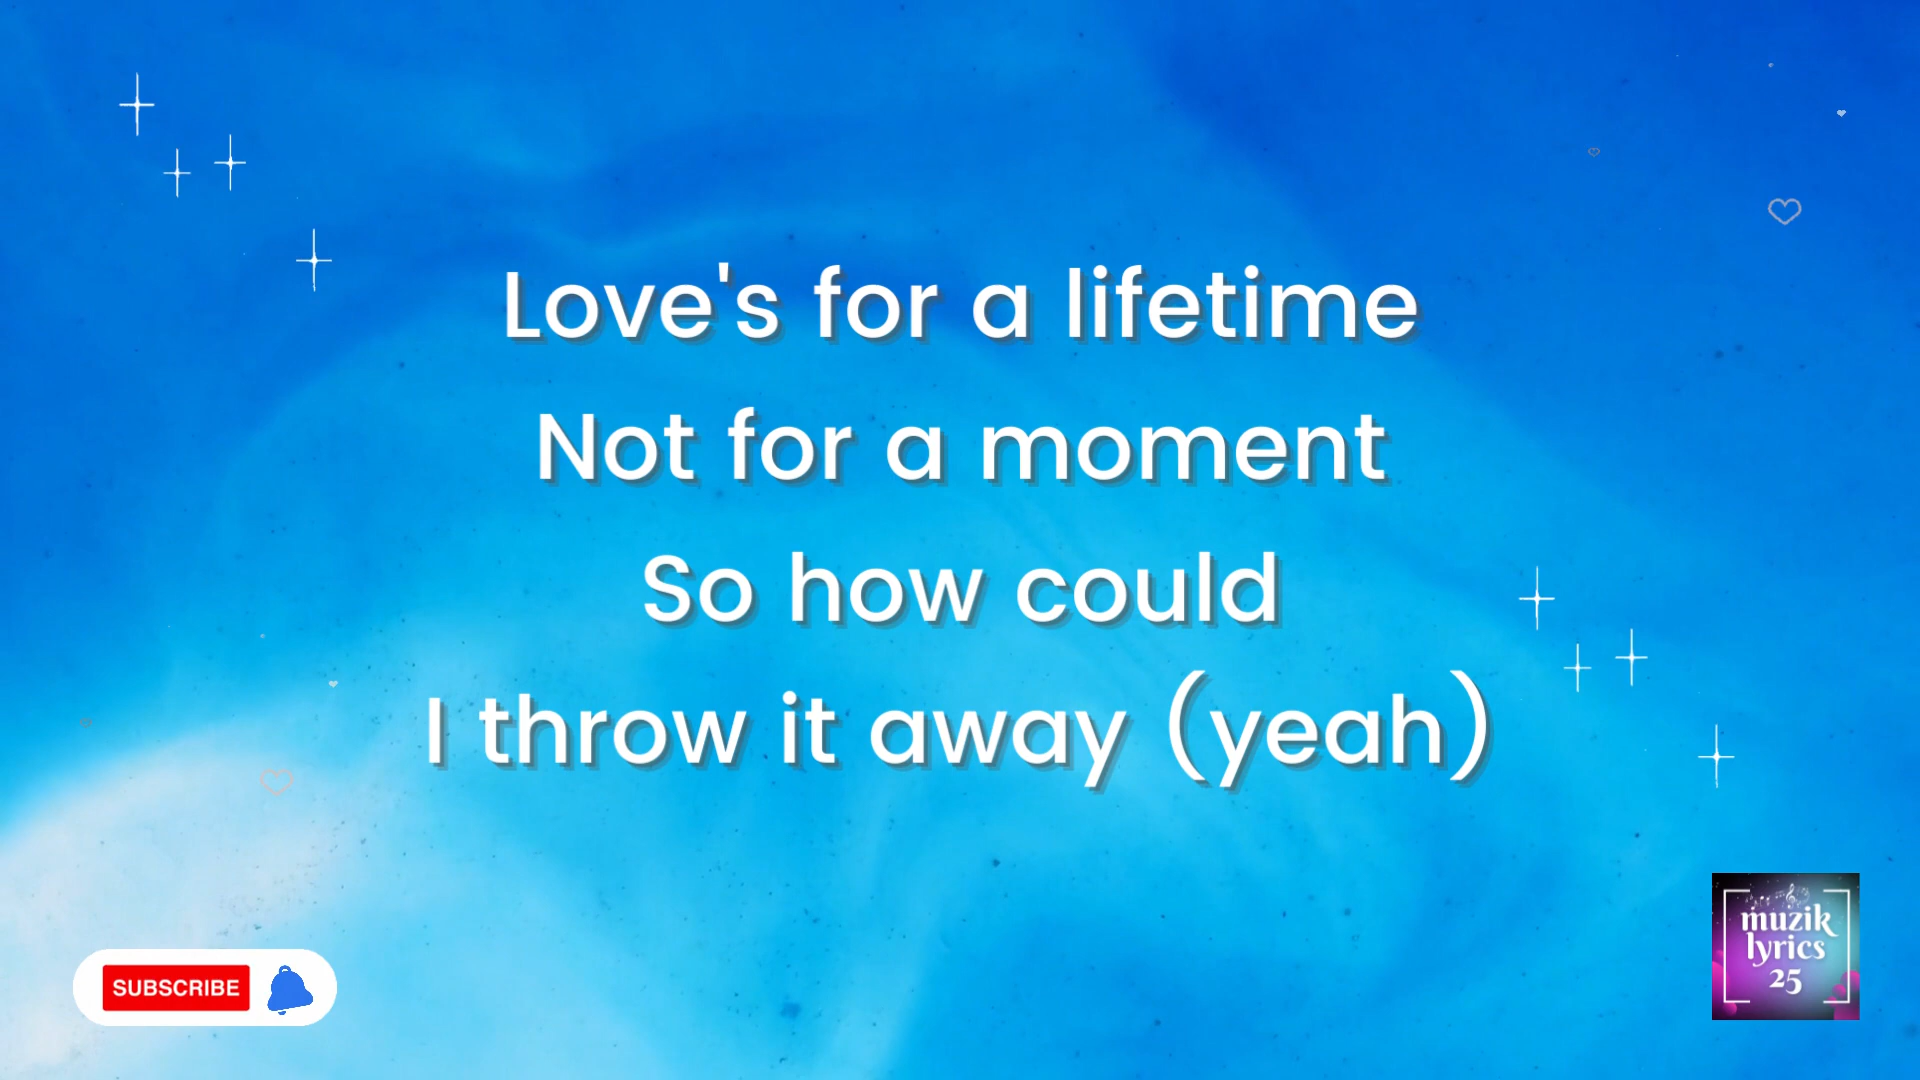 Love's for a lifetime
Not for a moment
So how could
I throw it away (yeah)
SUBSCRIBE
muzik
lyrics
25